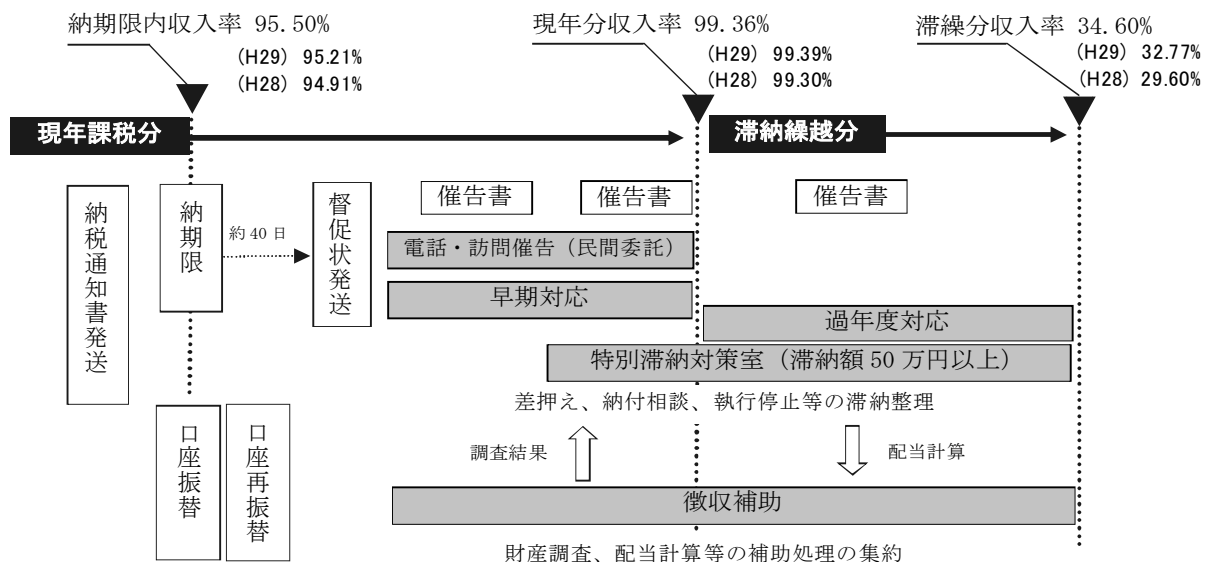 納期限内収入率 95.50%
（H29） 95.21%
（H28） 94.91%
現年分収入率 99.36%
（H29） 99.39%
（H28） 99.30%
滞繰分収入率 34.60%
（H29） 32.77%
（H28） 29.60%
現年課税分
滞納繰越分
納税通知書発送
納期限
約 40 日
督促状発送
催告書
催告書
催告書
電話・訪問催告（民間委託）
早期対応
過年度対応
特別滞納対策室（滞納額 50 万円以上）
差押え、納付相談、執行停止等の滞納整理
口座振替
口座再振替
調査結果
配当計算
徴収補助
財産調査、配当計算等の補助処理の集約